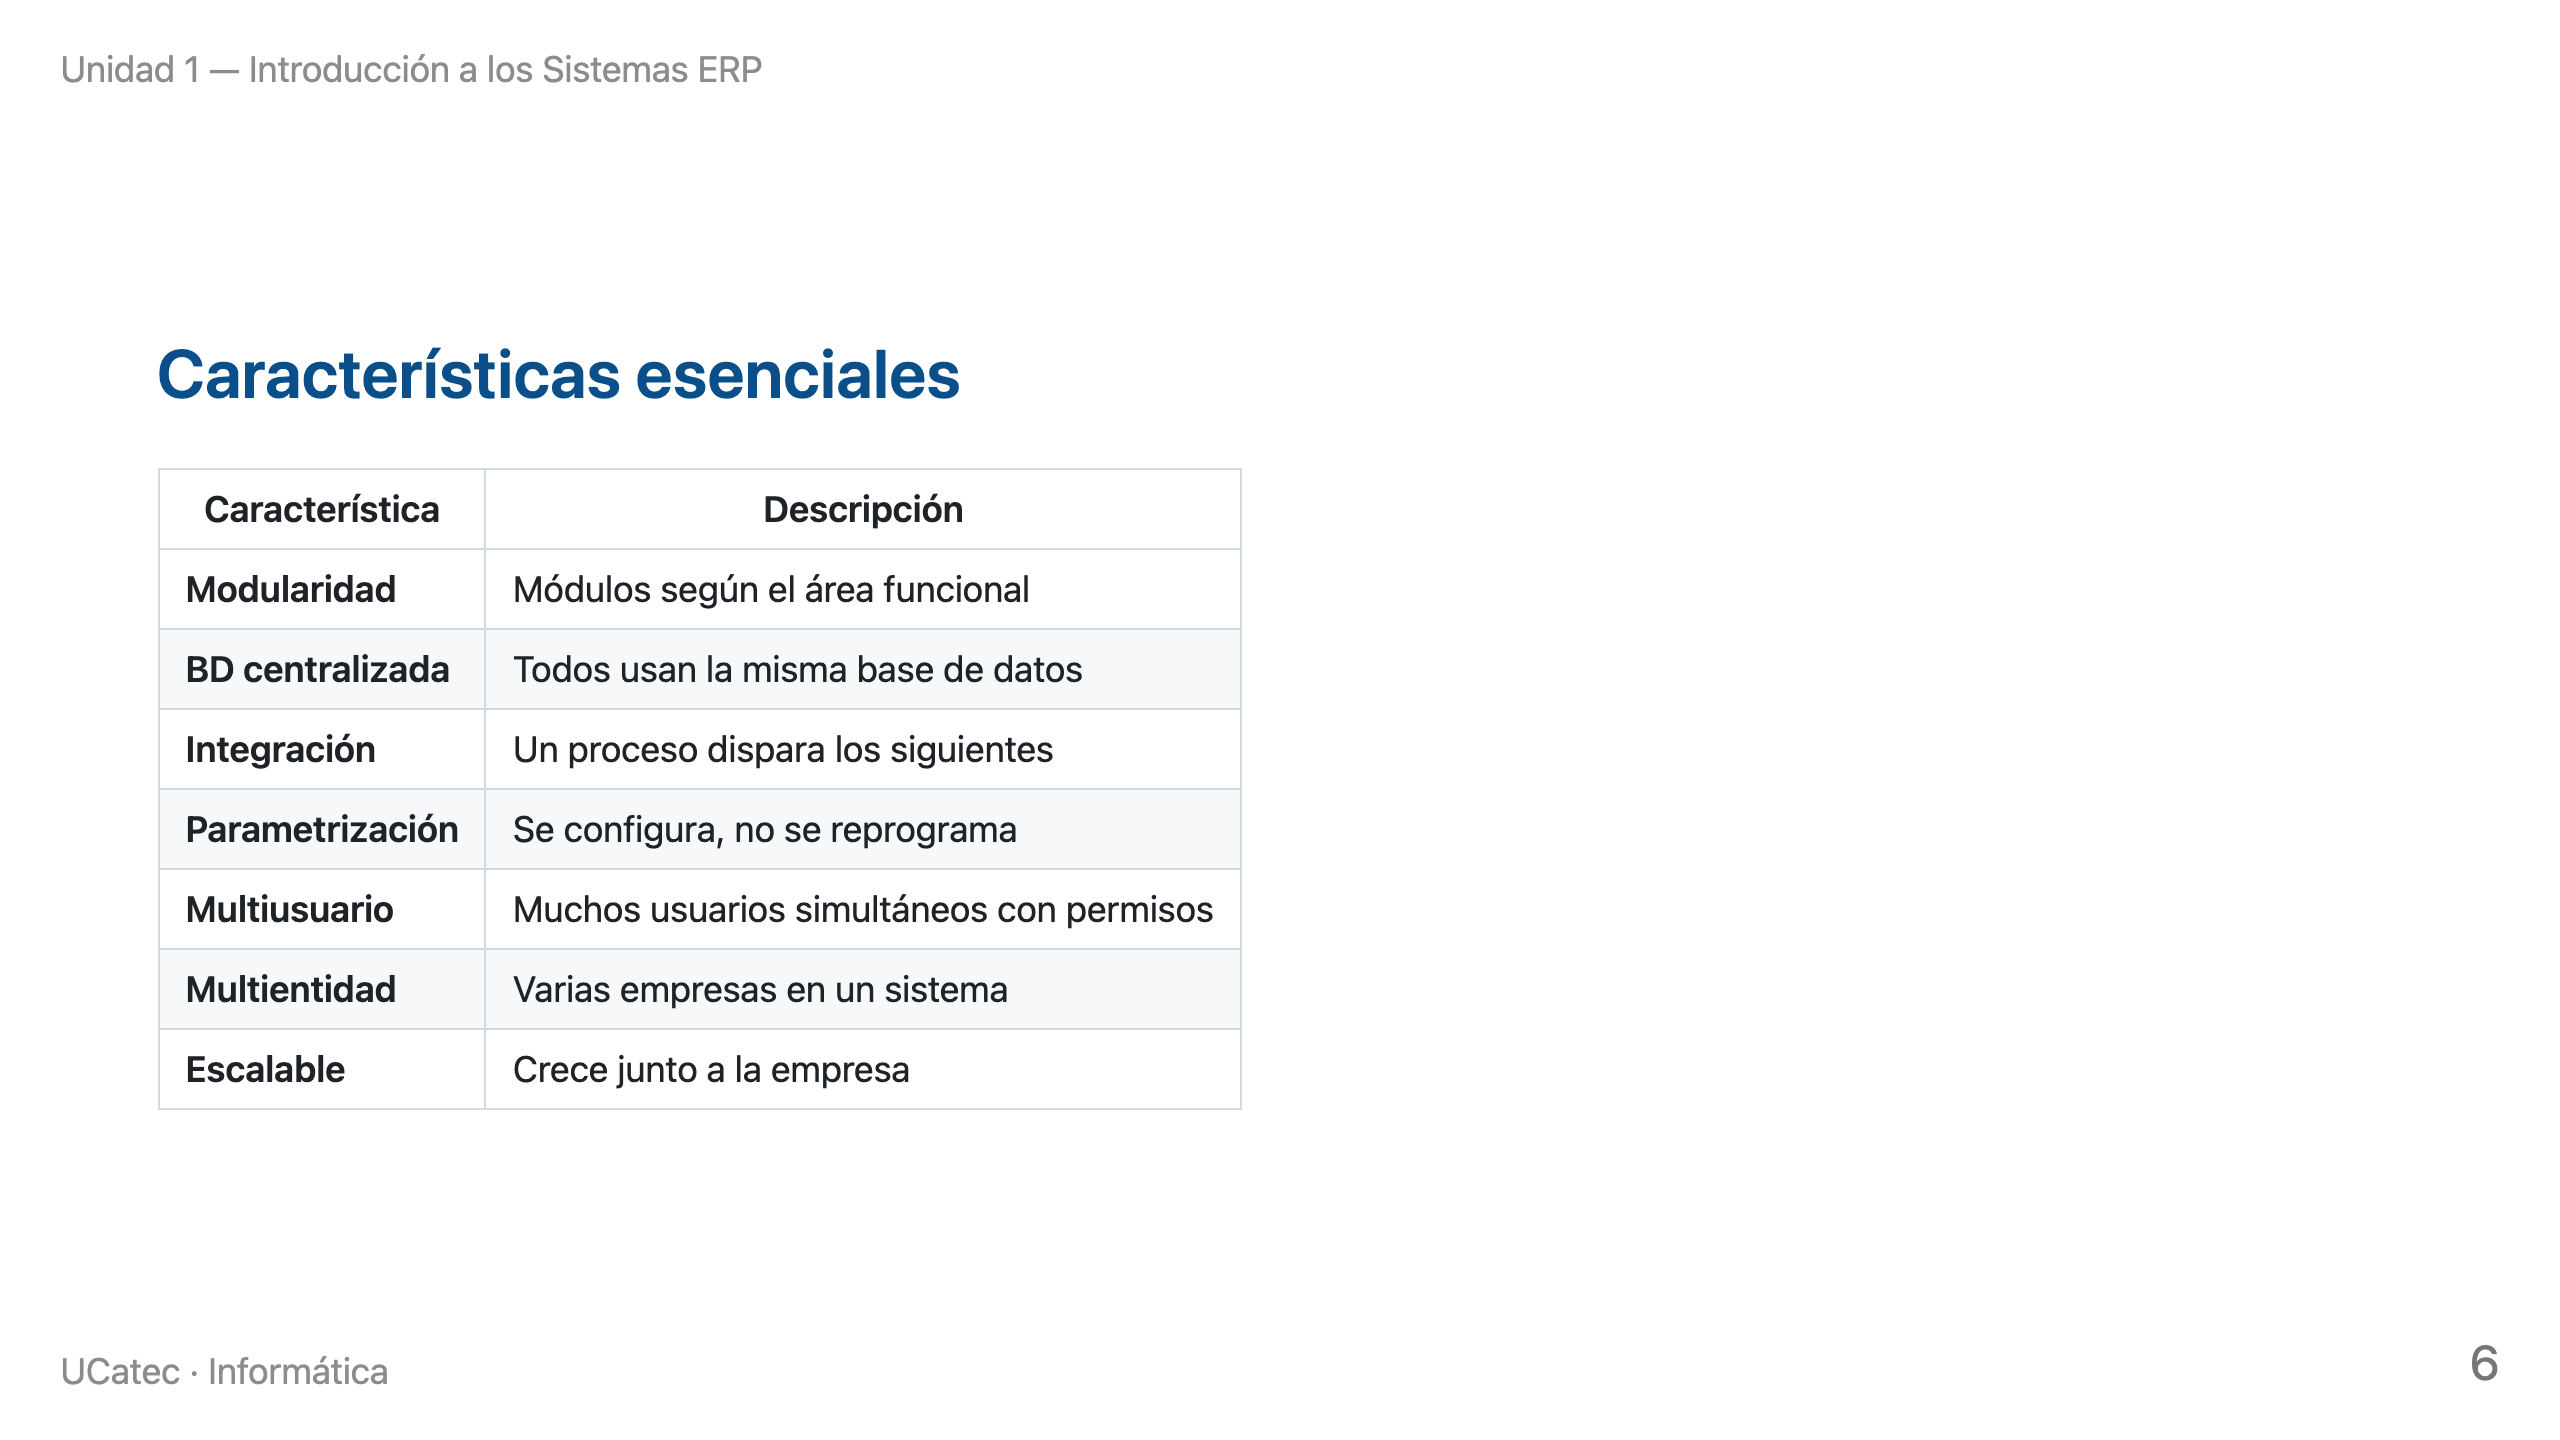 Unidad 1 — Introducción a los Sistemas ERP
Características esenciales
Característica Descripción
Modularidad Módulos según el área funcional
BD centralizada Todos usan la misma base de datos
Integración Un proceso dispara los siguientes
Parametrización Se configura, no se reprograma
Multiusuario Muchos usuarios simultáneos con permisos
Multientidad Varias empresas en un sistema
Escalable Crece junto a la empresa
UCatec · Informática
6